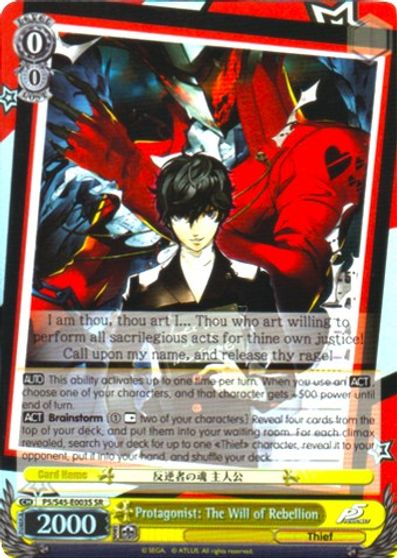 LEVEL
0
0
COST
I am thou, thou art I... Thou who art willing to
perform all sacrilegious acts for thine own justice!
Call upon my name, and release thy rage!
AUTO This ability activates up to one time per turn. When you use an ACT
choose one of your characters, and that character gets +500 power until
end of turn.
ACT Brainstorm [① two of your characters] Reveal four cards from the
top of your deck, and put them into your waiting room. For each climax
revealed, search your deck for up to one «Thief» character, reveal it to your
opponent, put it into your hand, and shuffle your deck.
Card Name
反逆者の魂 主人公
CH P5/S45-E003S SR
2000
Protagonist: The Will of Rebellion
P5
Thief
© SEGA. © ATLUS. All rights reserved.